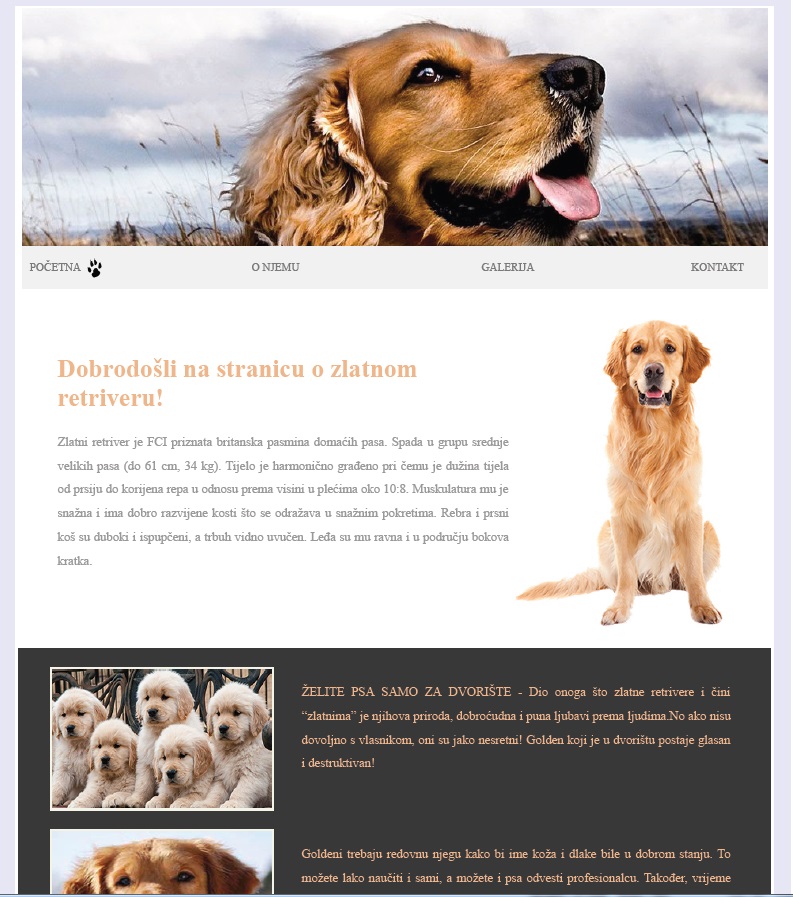 POČETNA
O NJEMU
GALERIJA
KONTAKT
Dobrodošli na stranicu o zlatnom
retriveru!
Zlatni retriver je FCI priznata britanska pasmina domaćih pasa. Spada u grupu srednje
velikih pasa (do 61 cm, 34 kg). Tijelo je harmonično građeno pri čemu je dužina tijela
od prsiju do korijena repa u odnosu prema visini u plećima oko 10:8. Muskulatura mu je
snažna i ima dobro razvijene kosti što se odražava u snažnim pokretima. Rebra i prsni
koš su duboki i ispupčeni, a trbuh vidno uvučen. Leđa su mu ravna i u području bokova
kratka.
ŽELITE PSA SAMO ZA DVORIŠTE - Dio onoga što zlatne retrivere i čini
“zlatnima” je njihova priroda, dobroćudna i puna ljubavi prema ljudima.No ako nisu
dovoljno s vlasnikom, oni su jako nesretni! Golden koji je u dvorištu postaje glasan
i destruktivan!
Goldeni trebaju redovnu njegu kako bi ime koža i dlake bile u dobrom stanju. To
možete lako naučiti i sami, a možete i psa odvesti profesionalcu. Također, vrijeme